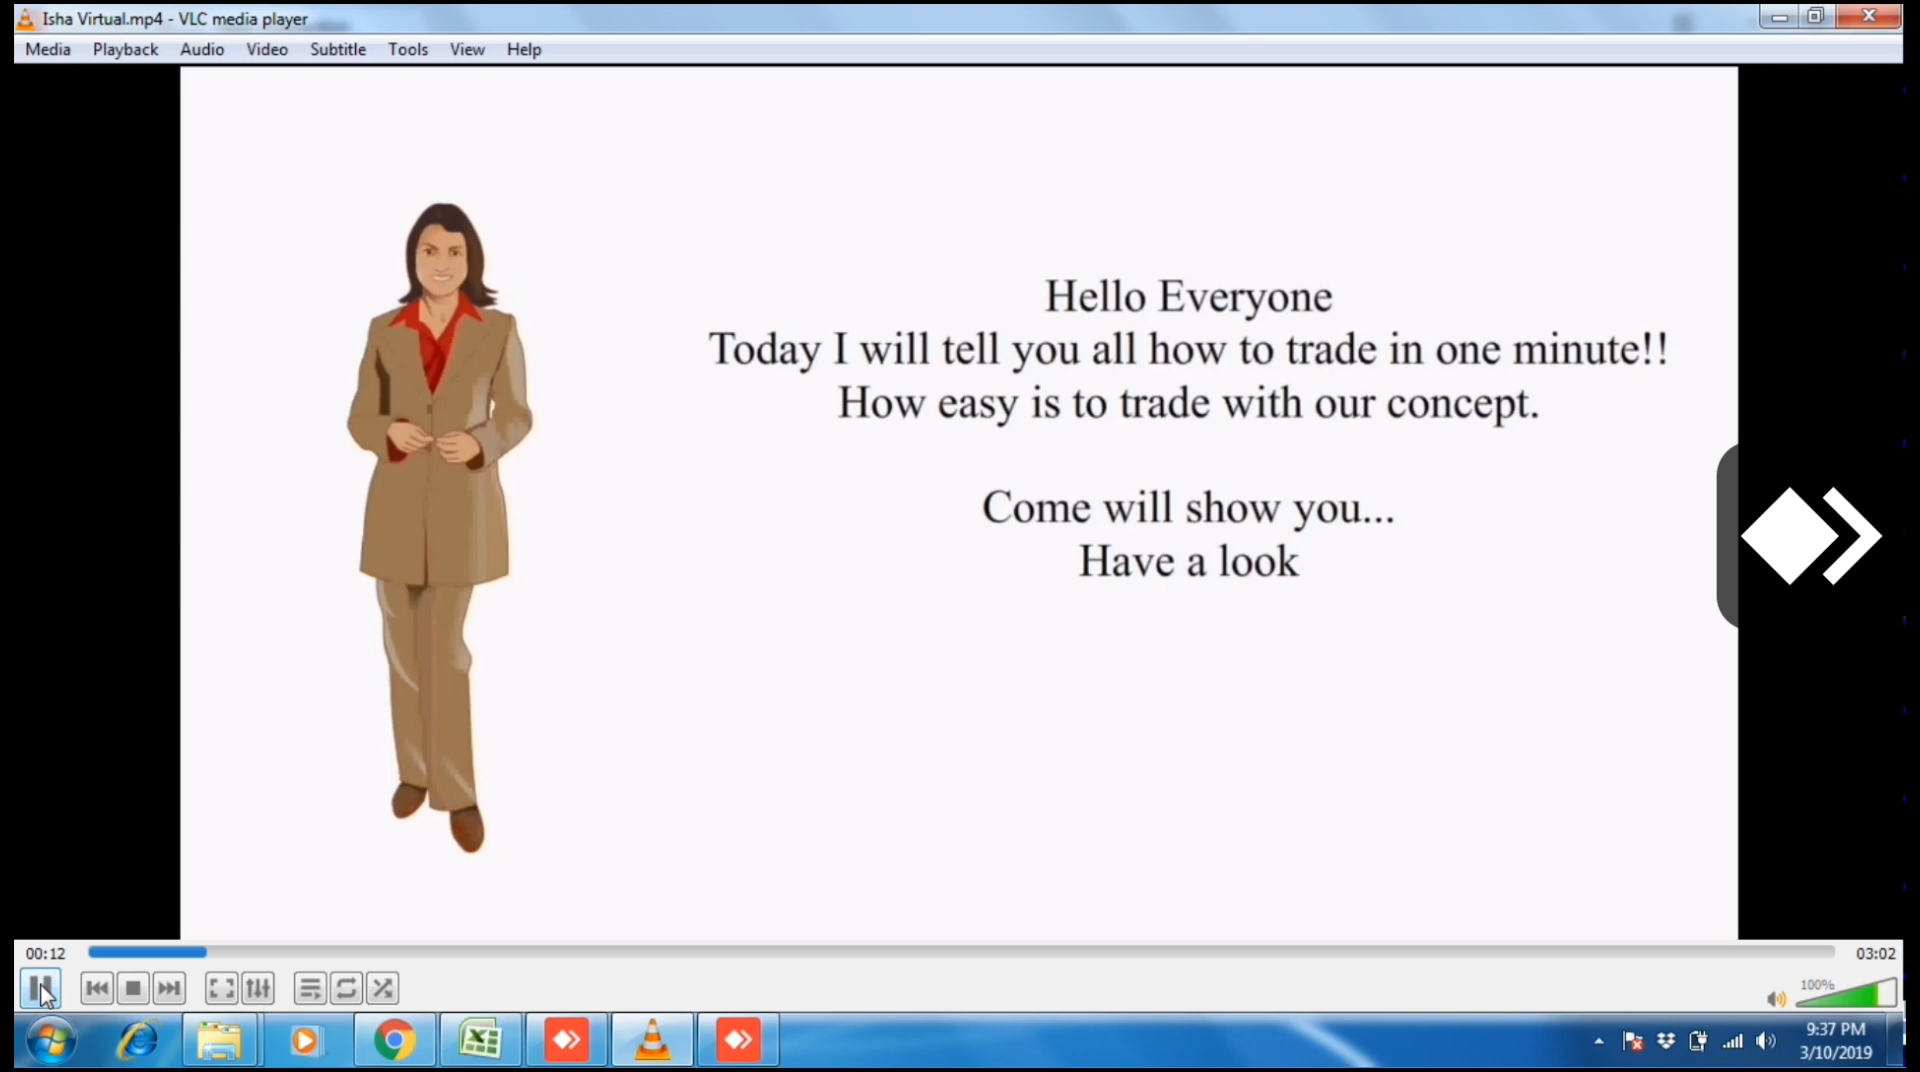 Isha Virtual.mp4 - VLC media player
Media Playback Audio Video Subtitle Tools View Help
Hello Everyone
Today I will tell you all how to trade in one minute!!
How easy is to trade with our concept.
Come will show you...
Have a look
00:12
03:02
100%
9:37 PM
3/10/2019